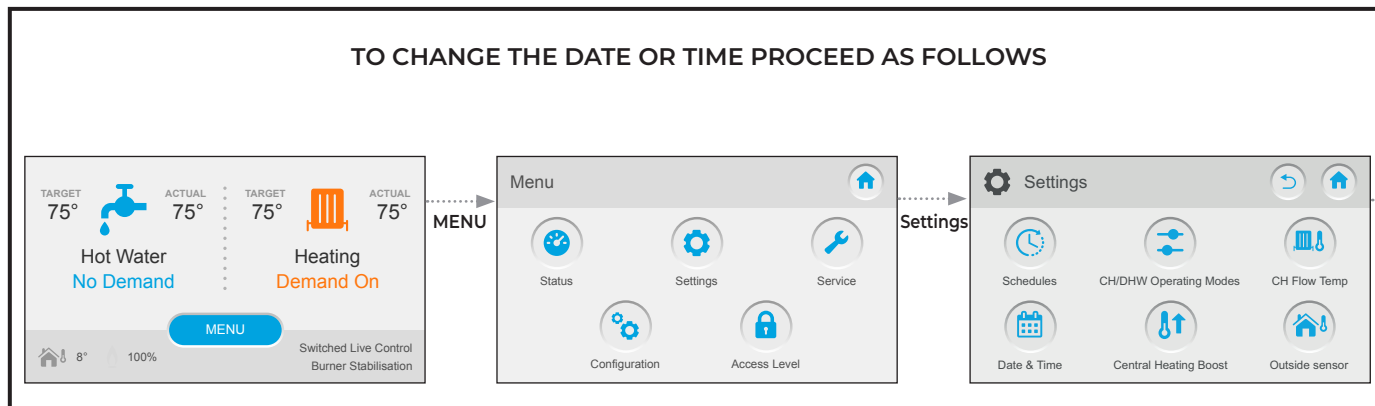 TO CHANGE THE DATE OR TIME PROCEED AS FOLLOWS
TARGET
75°
ACTUAL
75°
Hot Water
No Demand
TARGET
75°
ACTUAL
75°
Heating
Demand On
MENU
8°
100%
Switched Live Control
Burner Stabilisation
MENU
Menu
Status
Settings
Service
Configuration
Access Level
Settings
Settings
Schedules
CH/DHW Operating Modes
CH Flow Temp
Date & Time
Central Heating Boost
Outside sensor